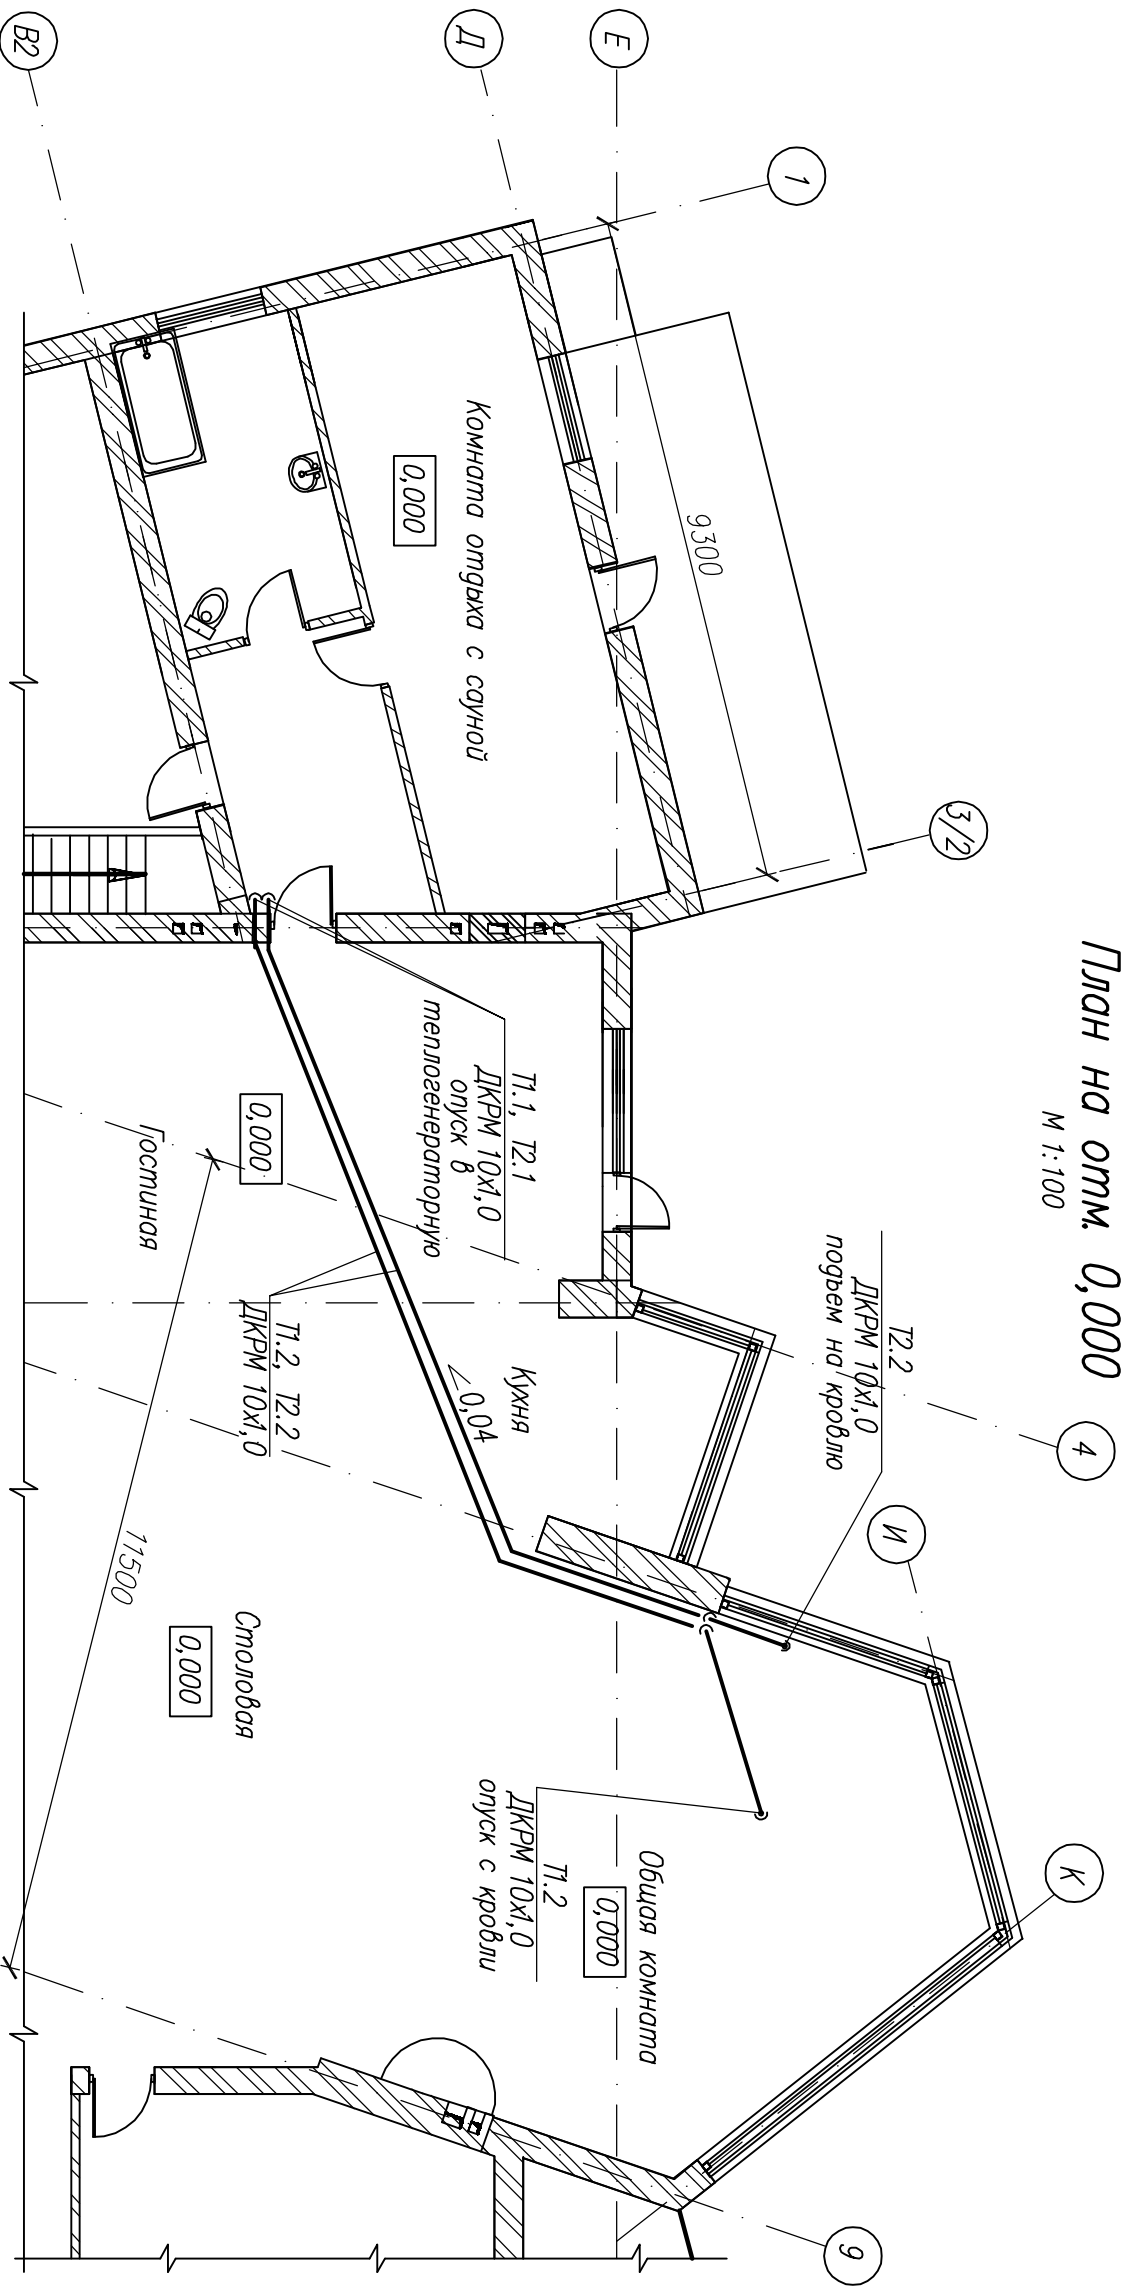 План на отм. 0,000
М 1:100
В2
Д
Е
1
3/2
4
И
К
9
9300
Комната отдыха с сауной
0,000
Т1.1, Т2.1
ДКРМ 10х1,0
опуск в
теплогенераторную
Т2.2
ДКРМ 10х1,0
подъем на кровлю
Кухня
0,04
0,000
Гостиная
Т1.2, Т2.2
ДКРМ 10х1,0
11500
Столовая
0,000
Общая комната
0,000
Т1.2
ДКРМ 10х1,0
опуск с кровли